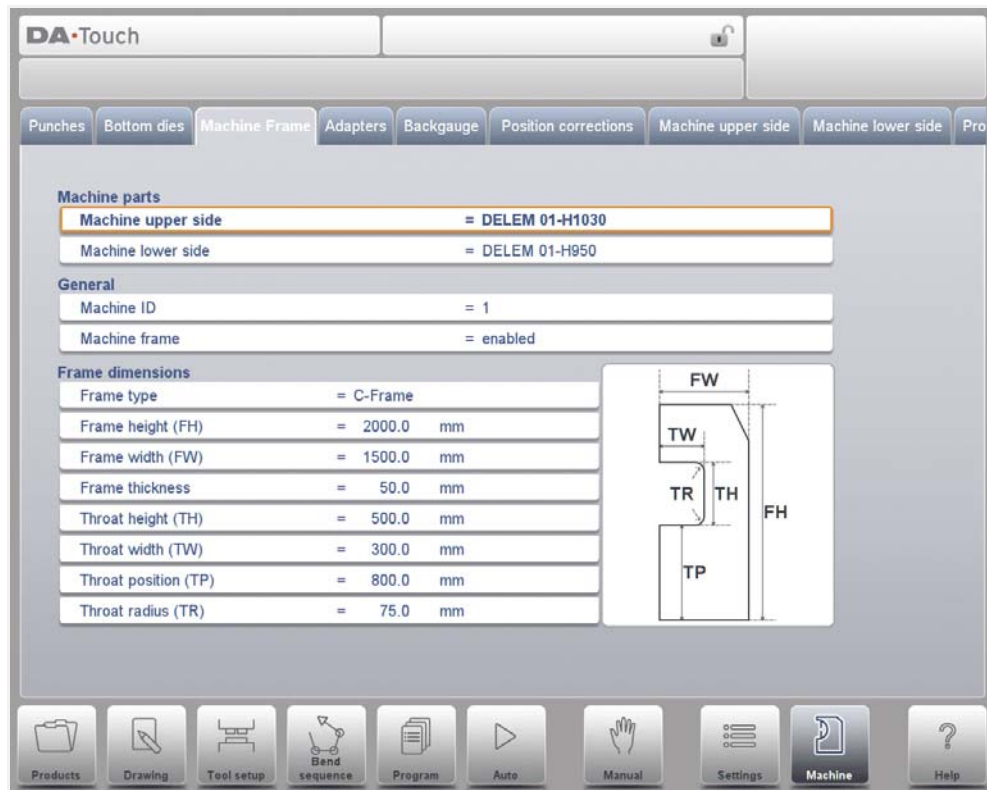 DA•Touch
Punches Bottom dies Machine Frame Adapters Backgauge Position corrections Machine upper side Machine lower side Pro
Machine parts
Machine upper side = DELEM 01-H1030
Machine lower side = DELEM 01-H950
General
Machine ID = 1
Machine frame = enabled
Frame dimensions
Frame type = C-Frame
Frame height (FH) = 2000.0 mm
Frame width (FW) = 1500.0 mm
Frame thickness = 50.0 mm
Throat height (TH) = 500.0 mm
Throat width (TW) = 300.0 mm
Throat position (TP) = 800.0 mm
Throat radius (TR) = 75.0 mm
FW
TW
TR TH
FH
TP
Products Drawing Tool setup Bend sequence Program Auto Manual Settings Machine Help